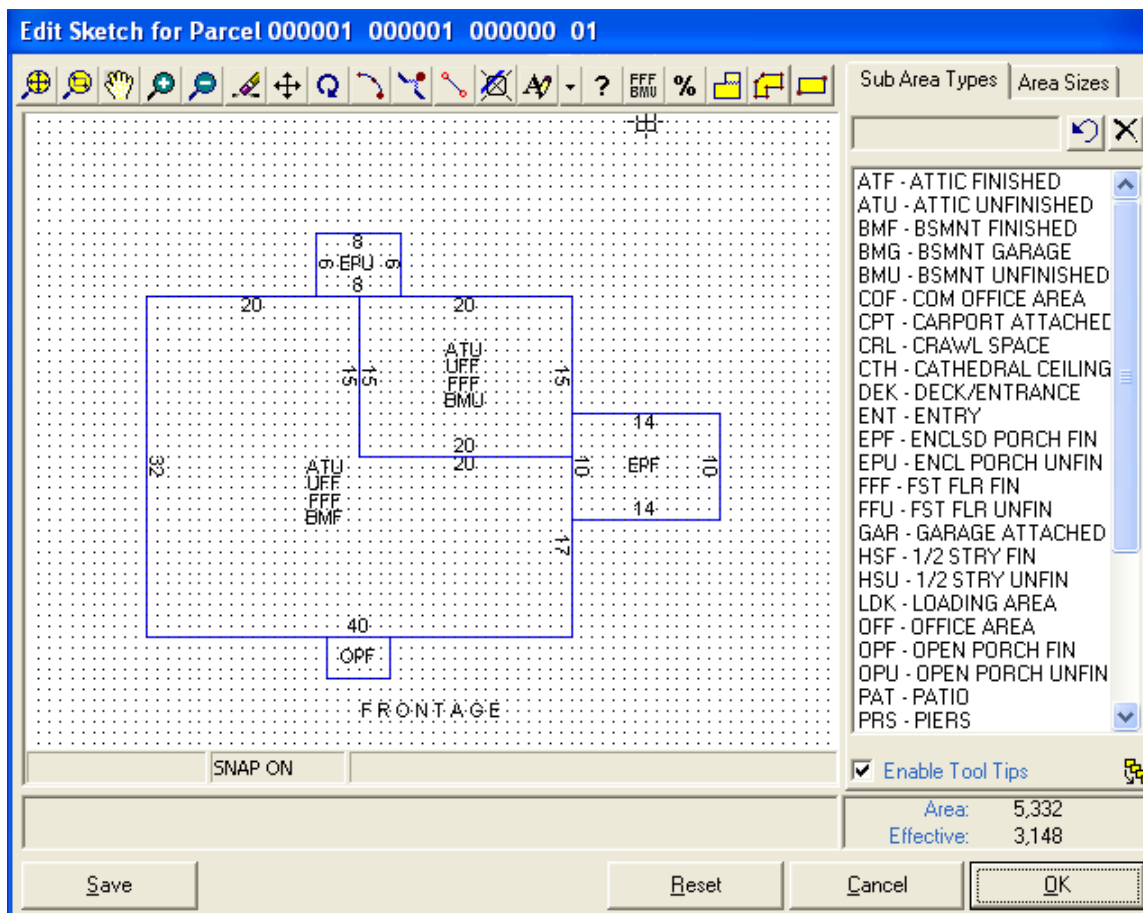 Edit Sketch for Parcel 000001 000001 000000 01
FFF
BMU
?
%
Sub Area Types
Area Sizes
ATF - ATTIC FINISHED
ATU - ATTIC UNFINISHED
BMF - BSMNT FINISHED
BMG - BSMNT GARAGE
BMU - BSMNT UNFINISHED
COF - COM OFFICE AREA
CPT - CARPORT ATTACHED
CRL - CRAWL SPACE
CTH - CATHEDRAL CEILING
DEK - DECK/ENTRANCE
ENT - ENTRY
EPF - ENCLSD PORCH FIN
EPU - ENCL PORCH UNFIN
FFF - FST FLR FIN
FFU - FST FLR UNFIN
GAR - GARAGE ATTACHED
HSF - 1/2 STRY FIN
HSU - 1/2 STRY UNFIN
LDK - LOADING AREA
OFF - OFFICE AREA
OPF - OPEN PORCH FIN
OPU - OPEN PORCH UNFIN
PAT - PATIO
PRS - PIERS
8
6 EPU 6
8
20
20
ATU
UFF
FFF
BMU
15
15
15
20
20
14
10 EPF 10
14
32
ATU
UFF
FFF
BMF
17
40
OPF
FRONTAGE
SNAP ON
Enable Tool Tips
Area: 5,332
Effective: 3,148
Save
Reset
Cancel
OK